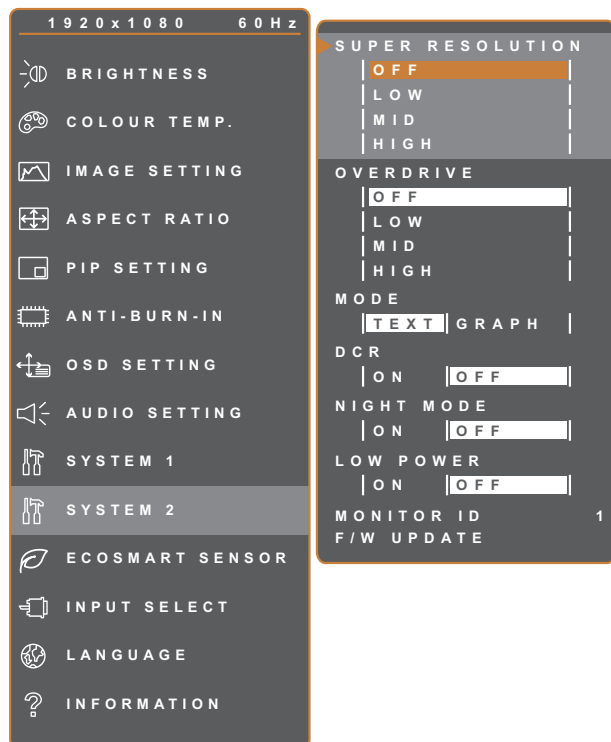 1920x1080 60Hz
BRIGHTNESS
COLOUR TEMP.
IMAGE SETTING
ASPECT RATIO
PIP SETTING
ANTI-BURN-IN
OSD SETTING
AUDIO SETTING
SYSTEM 1
SYSTEM 2
ECOSMART SENSOR
INPUT SELECT
LANGUAGE
INFORMATION
SUPER RESOLUTION
OFF
LOW
MID
HIGH
OVERDRIVE
OFF
LOW
MID
HIGH
MODE
TEXT GRAPH
DCR
ON OFF
NIGHT MODE
ON OFF
LOW POWER
ON OFF
MONITOR ID 1
F/W UPDATE